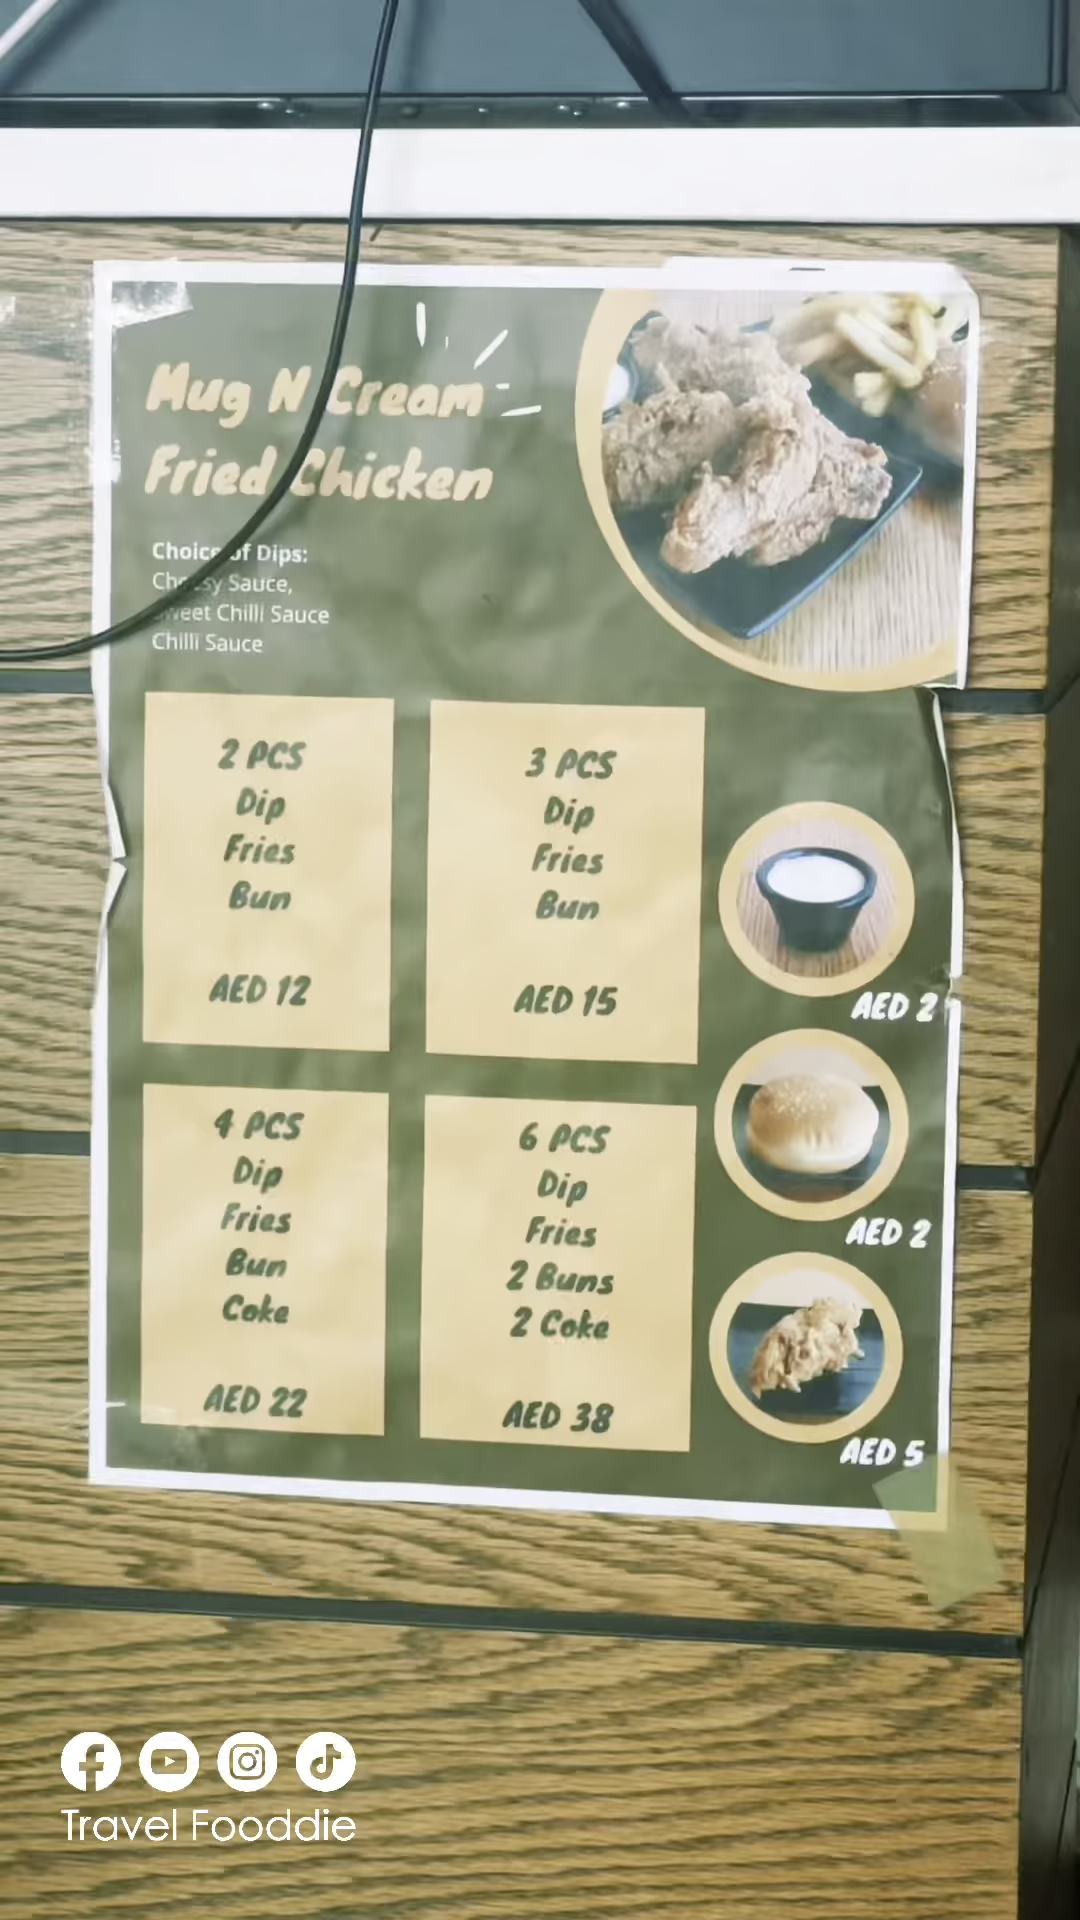 Mug N Cream
Fried Chicken
Choice of Dips:
Cheesy Sauce,
Sweet Chilli Sauce
Chilli Sauce
2 PCS
Dip
Fries
Bun
AED 12
3 PCS
Dip
Fries
Bun
AED 15
AED 2
AED 2
AED 5
4 PCS
Dip
Fries
Bun
Coke
AED 22
6 PCS
Dip
Fries
2 Buns
2 Coke
AED 38
Travel Fooddie